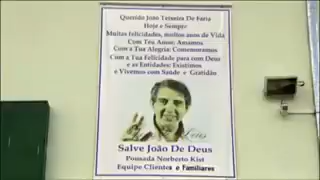 Querido João Teixeira De Faria
Hoje e Sempre
Muitas felicidades, muitos anos de Vida
Com Teu Amor: Amamos
Com a Tua Alegria: Comemoramos
Com a Tua Felicidade para com Deus
e as Entidades: Existimos
e Vivemos com Saúde e Gratidão
Salve João De Deus
Pousada Norberto Kist
Equipe Clientes e Familiares